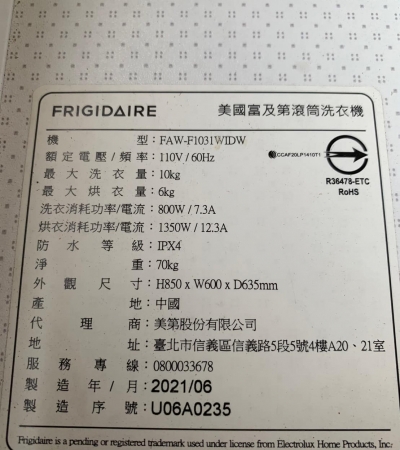 FRIGIDAIRE 美國富及第滾筒洗衣機
機型：FAW-F1031WIDW
額定電壓/頻率：110V / 60Hz
CCAF20LP1410T1
最大洗衣量：10kg
R36478-ETC
最大烘衣量：6kg
RoHS
洗衣消耗功率/電流：800W / 7.3A
烘衣消耗功率/電流：1350W / 12.3A
防水等級：IPX4
淨重：70kg
外觀尺寸：H850 x W600 x D635mm
產地：中國
代理商：美第股份有限公司
地址：臺北市信義區信義路5段5號4樓A20、21室
服務專線：0800033678
製造年/月：2021/06
製造序號：U06A0235
Frigidaire is a pending or registered trademark used under license from Electrolux Home Products, Inc.